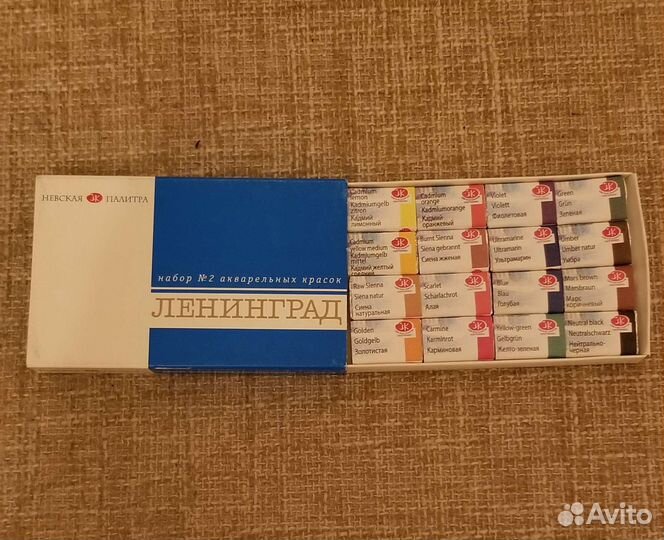 НЕВСКАЯ ПАЛИТРА
набор №2 акварельных красок
ЛЕНИНГРАД
Cadmium
lemon
Kadmiumgelb
zitron
Кадмий
лимонный
Cadmium
orange
Kadmiumorange
Кадмий
оранжевый
Violet
Violett
Фиолетовая
Green
Grün
Зеленая
Cadmium
yellow medium
Kadmiumgelb
mittel
Кадмий желтый
средний
Burnt Sienna
Siena gebrannt
Сиена жженая
Ultramarine
Ultramarin
Ультрамарин
Umber
Umber natur
Умбра
Raw Sienna
Siena natur
Сиена
натуральная
Scarlet
Scharlachrot
Алая
Blue
Blau
Голубая
Mars brown
Marsbraun
Марс
коричневый
Golden
Goldgelb
Золотистая
Carmine
Karminrot
Карминовая
Yellow-green
Gelbgrün
Желто-зеленая
Neutral black
Neutralschwarz
Нейтрально-
черная
Avito